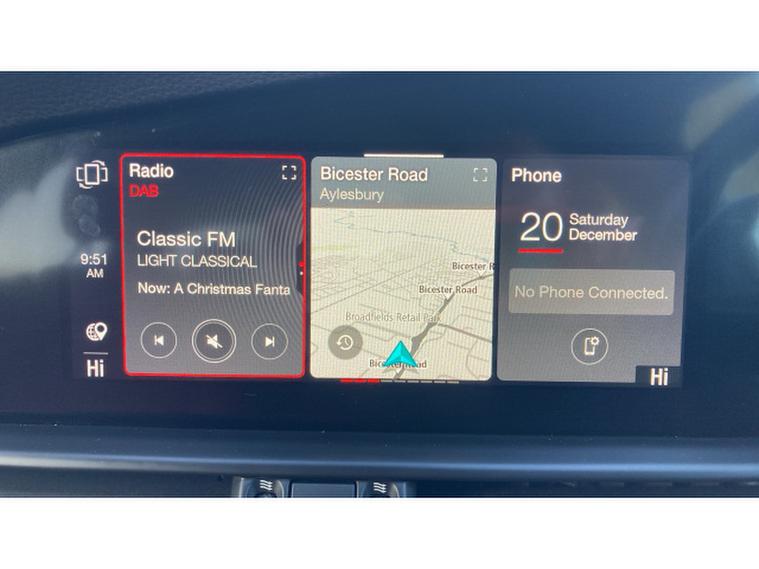 Radio
DAB
Classic FM
LIGHT CLASSICAL
Now: A Christmas Fanta
9:51
AM
Hi
Bicester Road
Aylesbury
Bicester R
Bicester Road
Broadfields Retail Park
Bicester Road
Phone
20 Saturday
December
No Phone Connected.
Hi